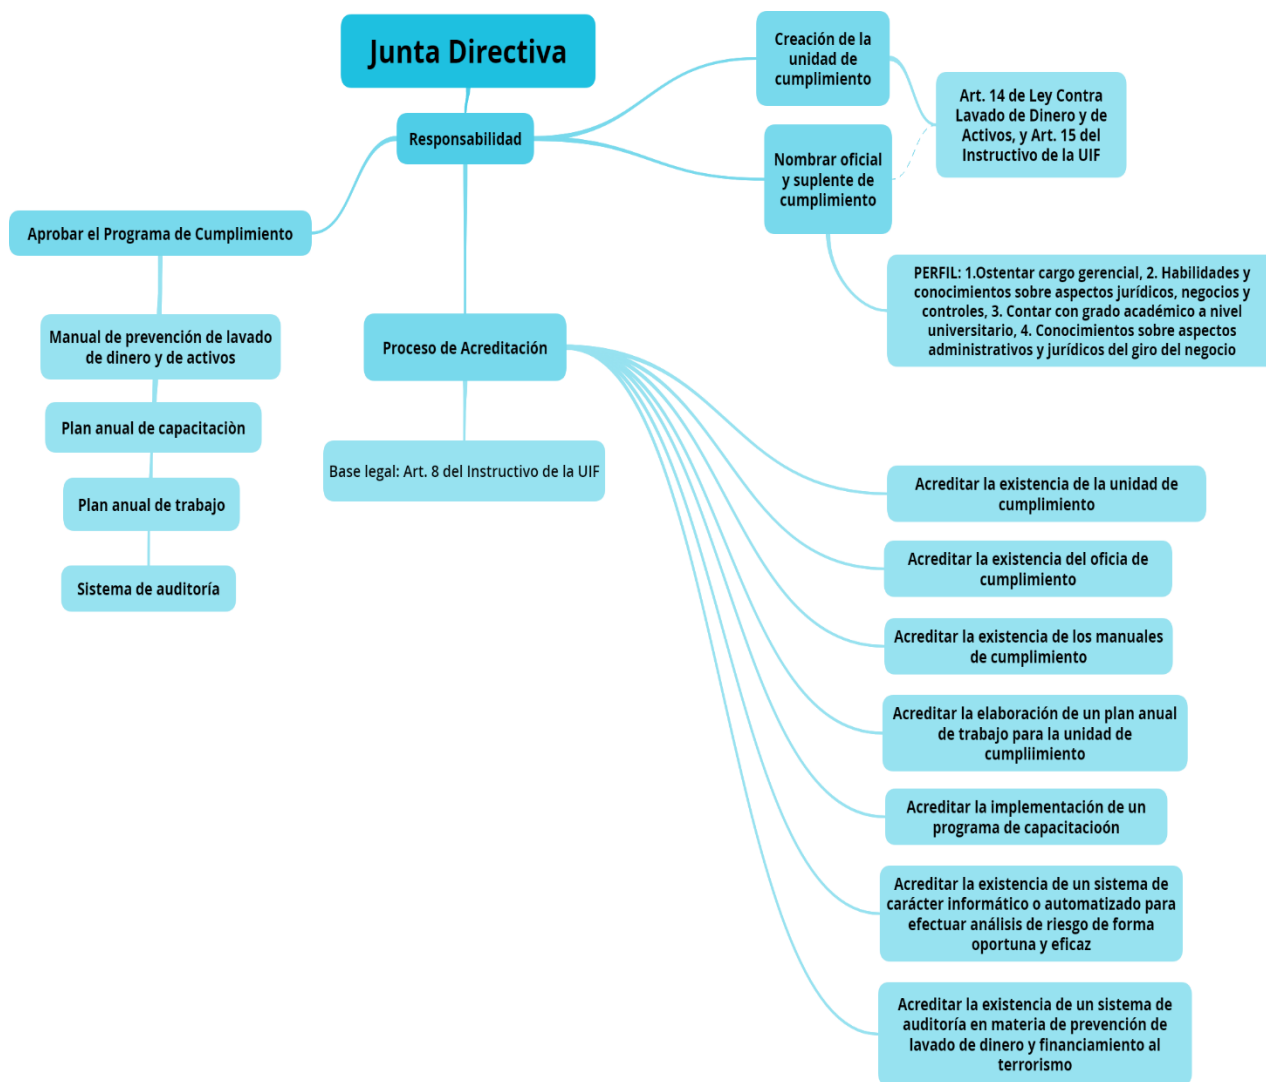 Junta Directiva
Responsabilidad
Creación de la
unidad de
cumplimiento
Nombrar oficial
y suplente de
cumplimiento
Art. 14 de Ley Contra
Lavado de Dinero y de
Activos, y Art. 15 del
Instructivo de la UIF
PERFIL: 1.Ostentar cargo gerencial, 2. Habilidades y
conocimientos sobre aspectos jurídicos, negocios y
controles, 3. Contar con grado académico a nivel
universitario, 4. Conocimientos sobre aspectos
administrativos y jurídicos del giro del negocio
Aprobar el Programa de Cumplimiento
Manual de prevención de lavado
de dinero y de activos
Plan anual de capacitaciòn
Plan anual de trabajo
Sistema de auditoría
Proceso de Acreditación
Base legal: Art. 8 del Instructivo de la UIF
Acreditar la existencia de la unidad de
cumplimiento
Acreditar la existencia del oficia de
cumplimiento
Acreditar la existencia de los manuales
de cumplimiento
Acreditar la elaboración de un plan anual
de trabajo para la unidad de
cumpliimiento
Acreditar la implementación de un
programa de capacitacioón
Acreditar la existencia de un sistema de
carácter informático o automatizado para
efectuar análisis de riesgo de forma
oportuna y eficaz
Acreditar la existencia de un sistema de
auditoría en materia de prevención de
lavado de dinero y financiamiento al
terrorismo